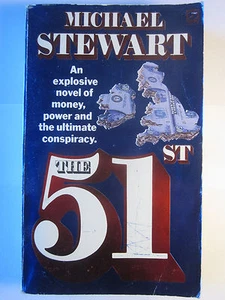 MICHAEL
STEWART
An
explosive
novel of
money,
power and
the ultimate
conspiracy.
THE
51
ST